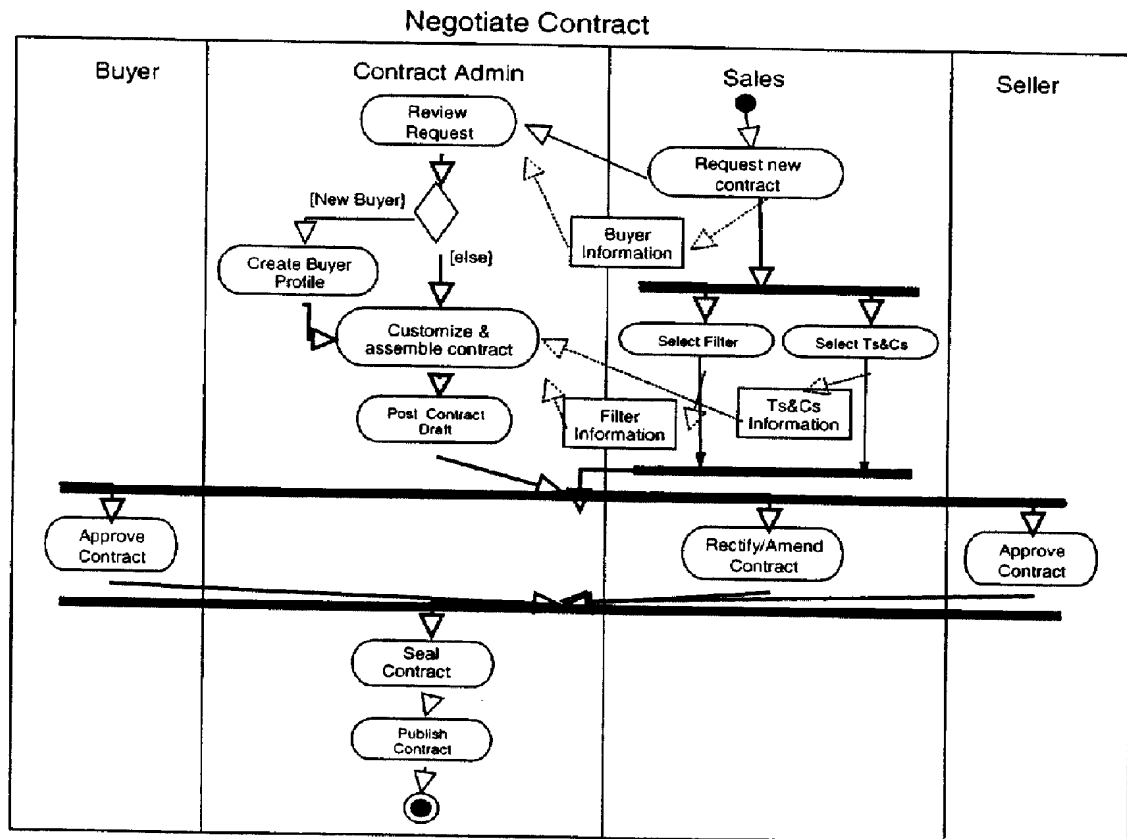 Negotiate Contract
Buyer
Contract Admin
Sales
Seller
Review
Request
Request new
contract
[New Buyer}
Buyer
Information
[else}
Create Buyer
Profile
Customize &
assemble contract
Select Filter
Select Ts&Cs
Post Contract
Draft
Filter
Information
Ts&Cs
Information
Approve
Contract
Rectify/Amend
Contract
Approve
Contract
Seal
Contract
Publish
Contract